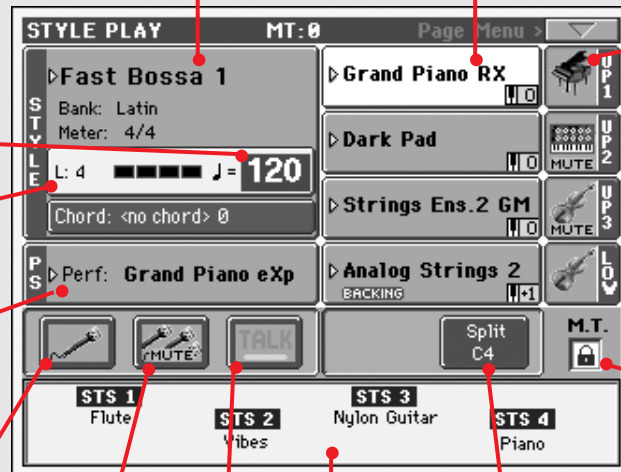 STYLE PLAY MT:0 Page Menu >
STYLE
Fast Bossa 1
Bank: Latin
Meter: 4/4
L: 4 ♩= 120
Chord: <no chord> 0
PS
Perf: Grand Piano eXp
Grand Piano RX
0
UP1
Dark Pad
0
MUTE
UP2
Strings Ens.2 GM
0
MUTE
UP3
Analog Strings 2
BACKING
+1
LOW
MUTE
TALK
Split
C4
M.T.
STS 1
Flute
STS 2
Vibes
STS 3
Nylon Guitar
STS 4
Piano